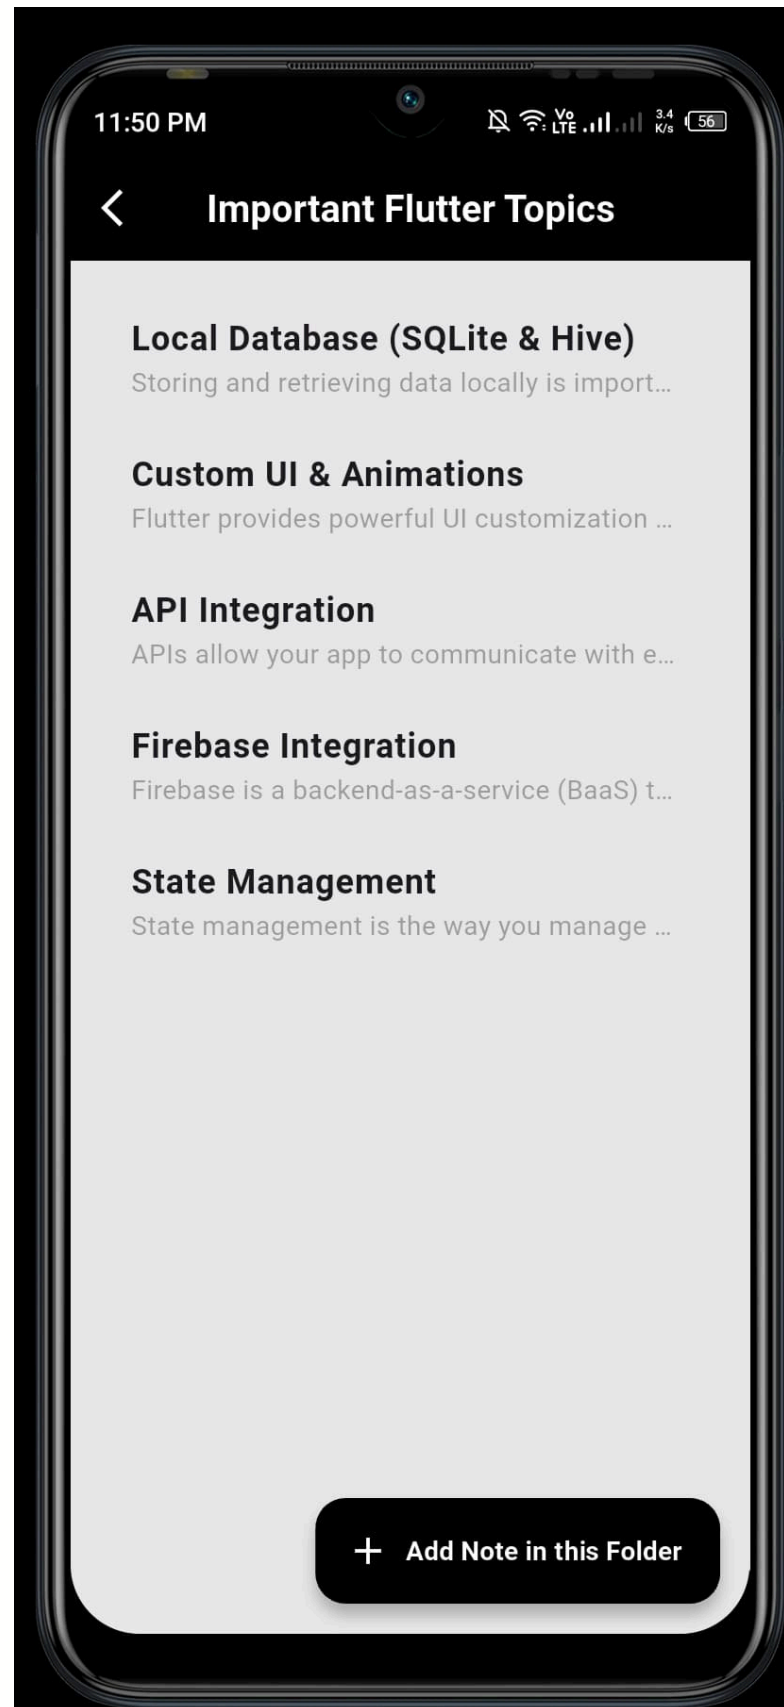 11:50 PM
Vo LTE 3.4 K/s 56
Important Flutter Topics
Local Database (SQLite & Hive)
Storing and retrieving data locally is import...
Custom UI & Animations
Flutter provides powerful UI customization ...
API Integration
APIs allow your app to communicate with e...
Firebase Integration
Firebase is a backend-as-a-service (BaaS) t...
State Management
State management is the way you manage ...
+ Add Note in this Folder